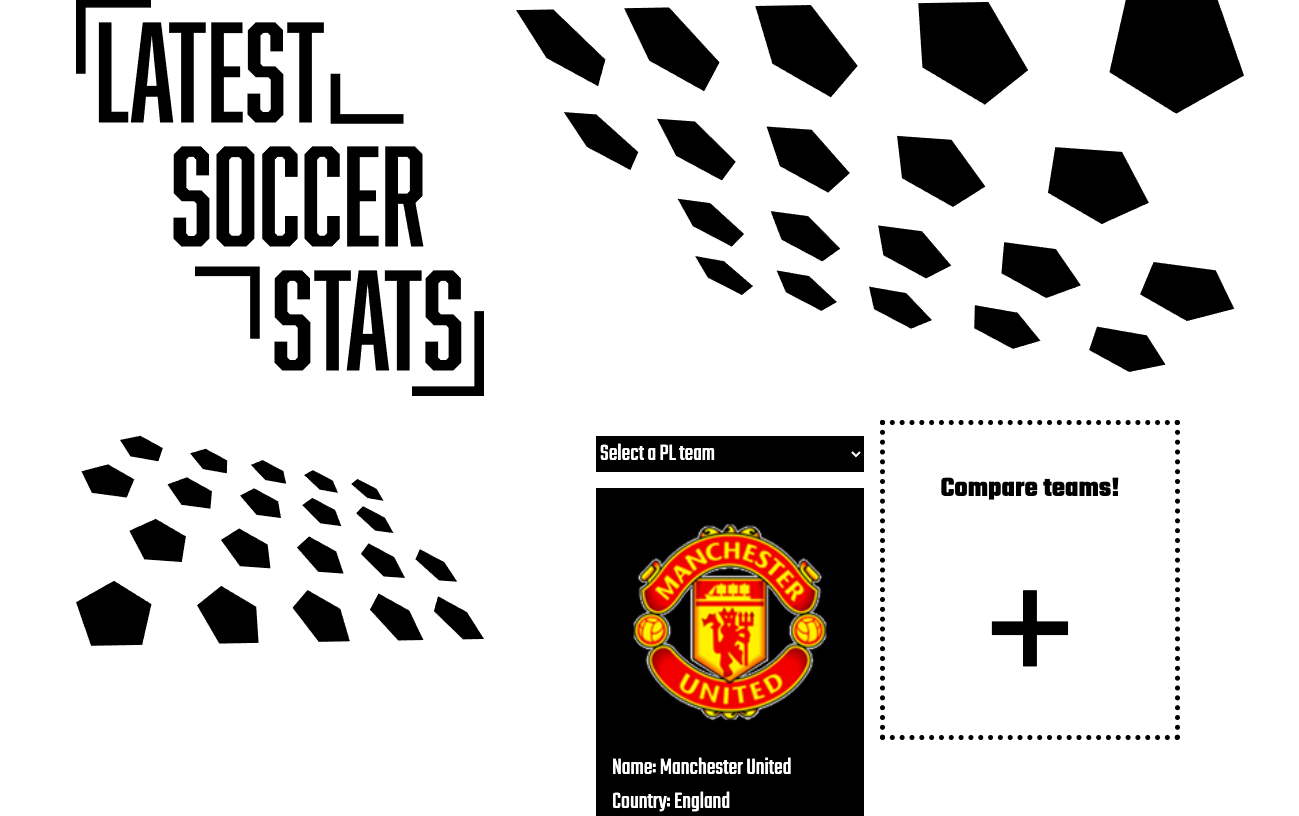 LATEST
SOCCER
STATS
Select a PL team
Compare teams!
MANCHESTER
UNITED
Name: Manchester United
Country: England